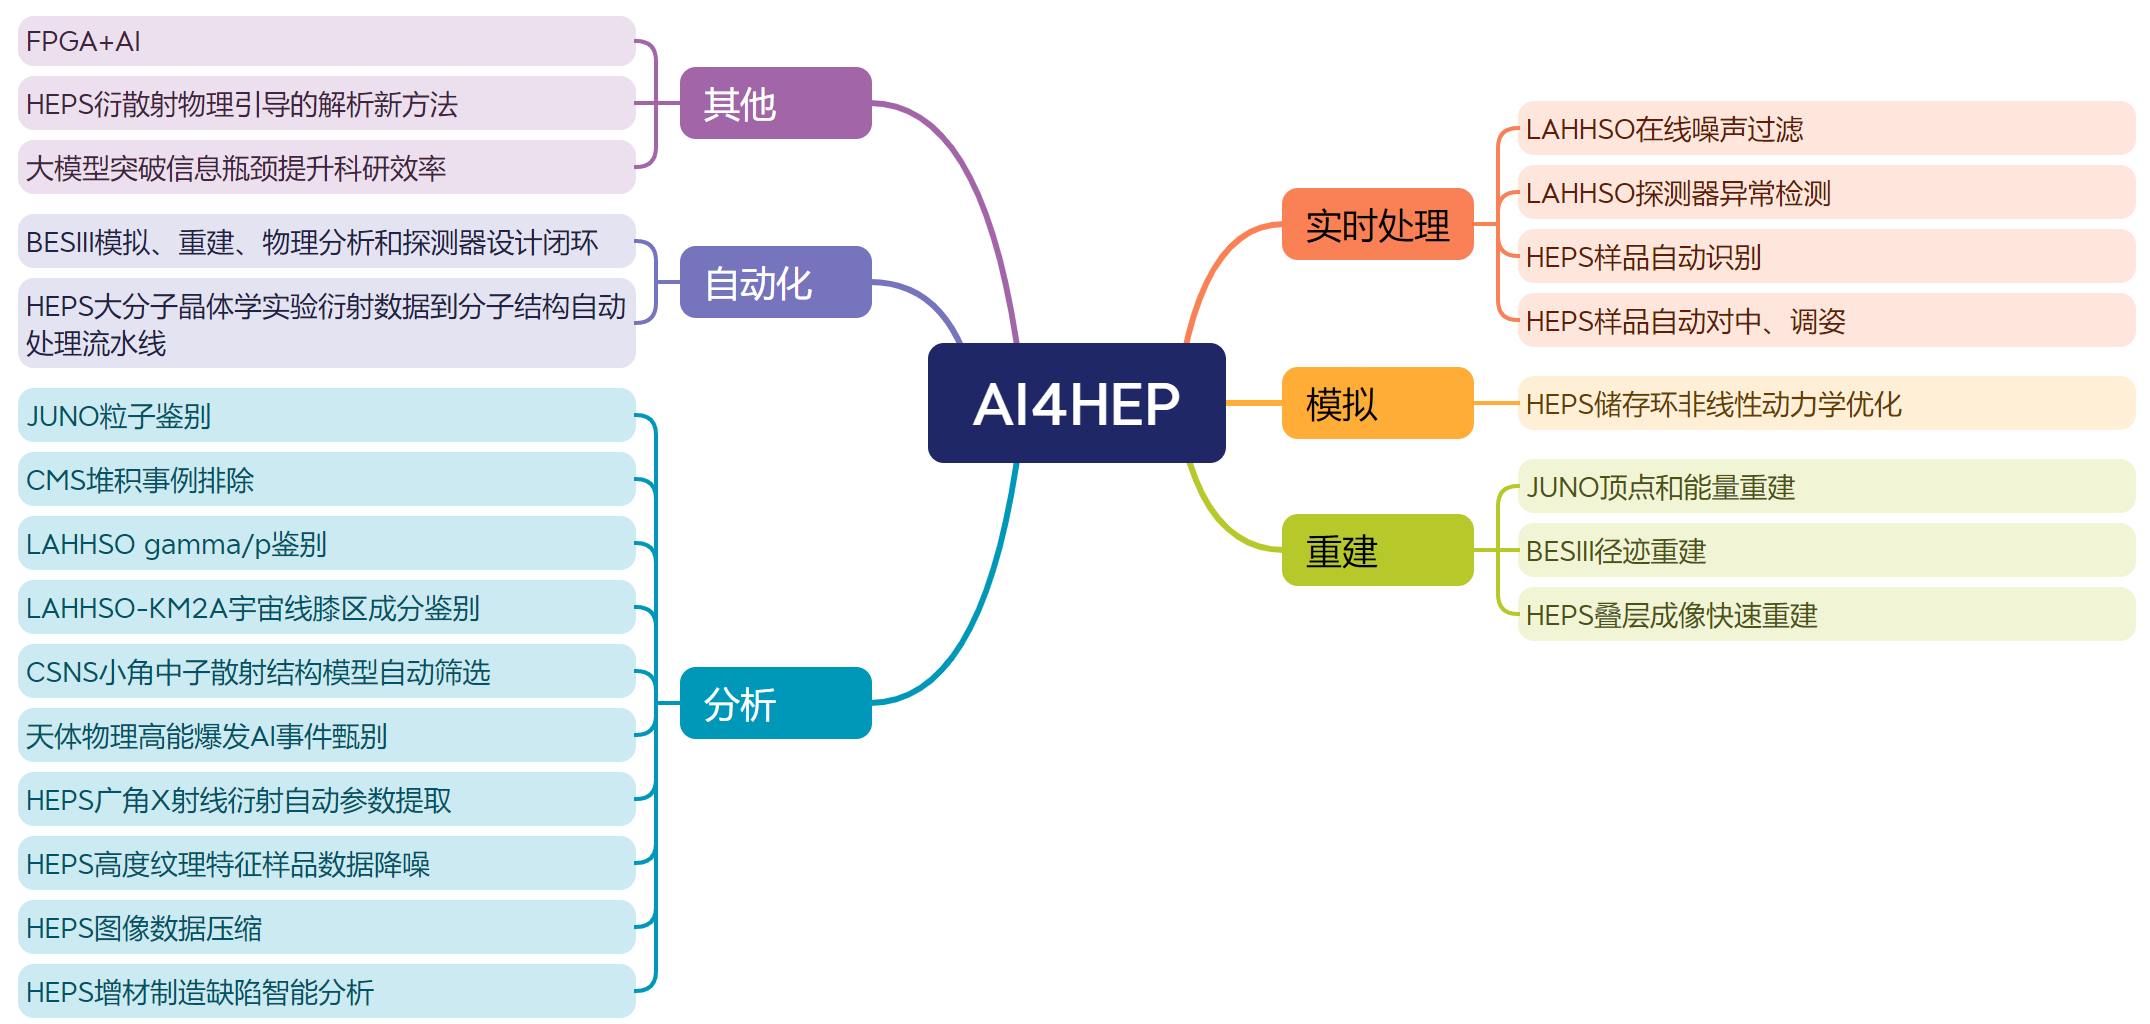 AI4HEP
实时处理
LAHHSO在线噪声过滤
LAHHSO探测器异常检测
HEPS样品自动识别
HEPS样品自动对中、调姿
模拟
HEPS储存环非线性动力学优化
重建
JUNO顶点和能量重建
BESIII径迹重建
HEPS叠层成像快速重建
其他
FPGA+AI
HEPS衍散射物理引导的解析新方法
大模型突破信息瓶颈提升科研效率
自动化
BESIII模拟、重建、物理分析和探测器设计闭环
HEPS大分子晶体学实验衍射数据到分子结构自动
处理流水线
分析
JUNO粒子鉴别
CMS堆积事例排除
LAHHSO gamma/p鉴别
LAHHSO-KM2A宇宙线膝区成分鉴别
CSNS小角中子散射结构模型自动筛选
天体物理高能爆发AI事件甄别
HEPS广角X射线衍射自动参数提取
HEPS高度纹理特征样品数据降噪
HEPS图像数据压缩
HEPS增材制造缺陷智能分析